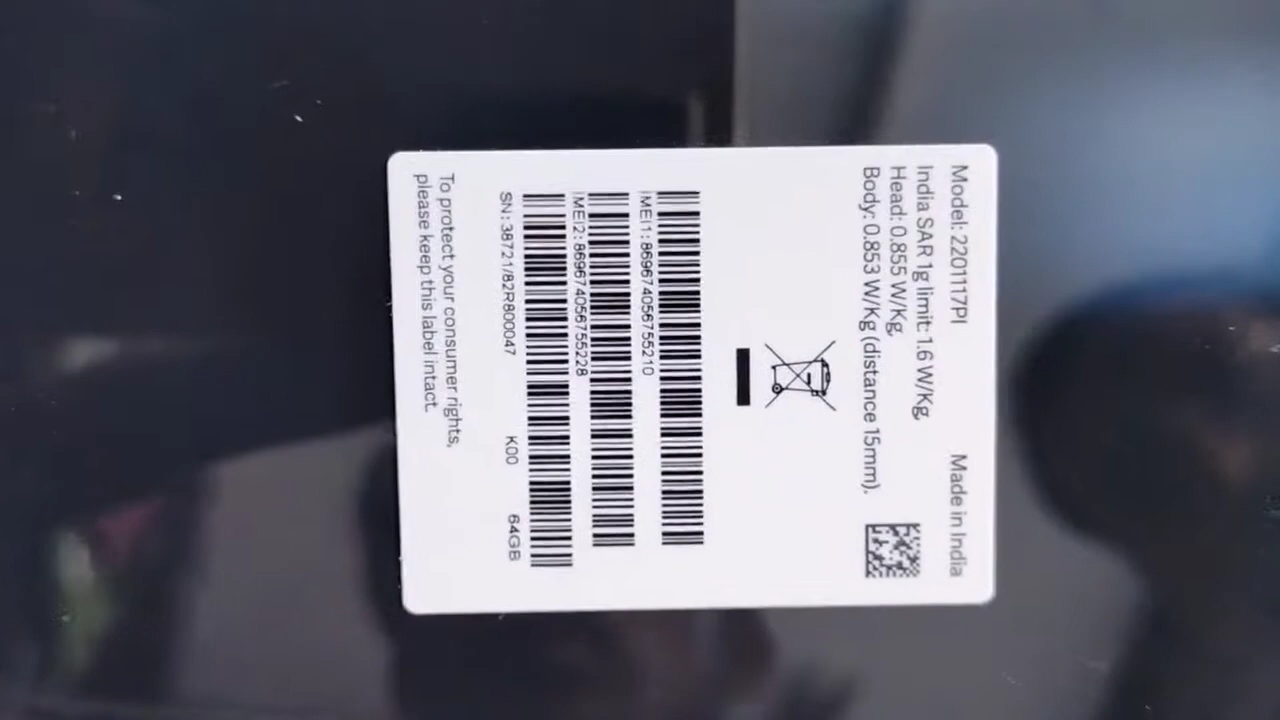 Model: 2201117PI Made in India
India SAR 1g limit: 1.6 W/Kg,
Head: 0.855 W/Kg,
Body: 0.853 W/Kg (distance 15mm).
IMEI1: 869674056755210
IMEI2: 869674056755228
SN: 38721/82R800047 K00 64GB
To protect your consumer rights,
please keep this label intact.